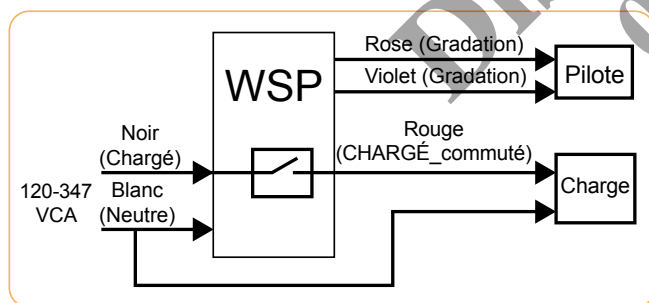 WSP
Rose (Gradation)
Violet (Gradation)
Pilote
Noir
(Chargé)
Rouge
(CHARGÉ_commuté)
Charge
120-347
VCA
Blanc
(Neutre)